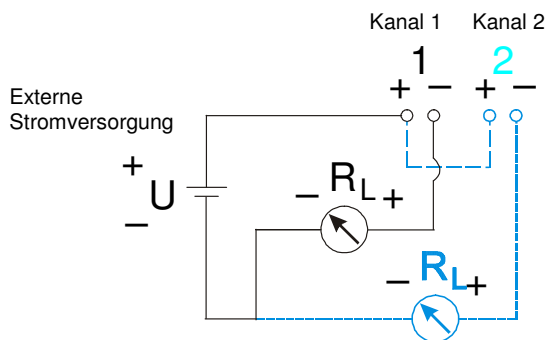 Kanal 1 Kanal 2
1 2
+ − + −
Externe
Stromversorgung
+
U
−
− RL +
− RL +